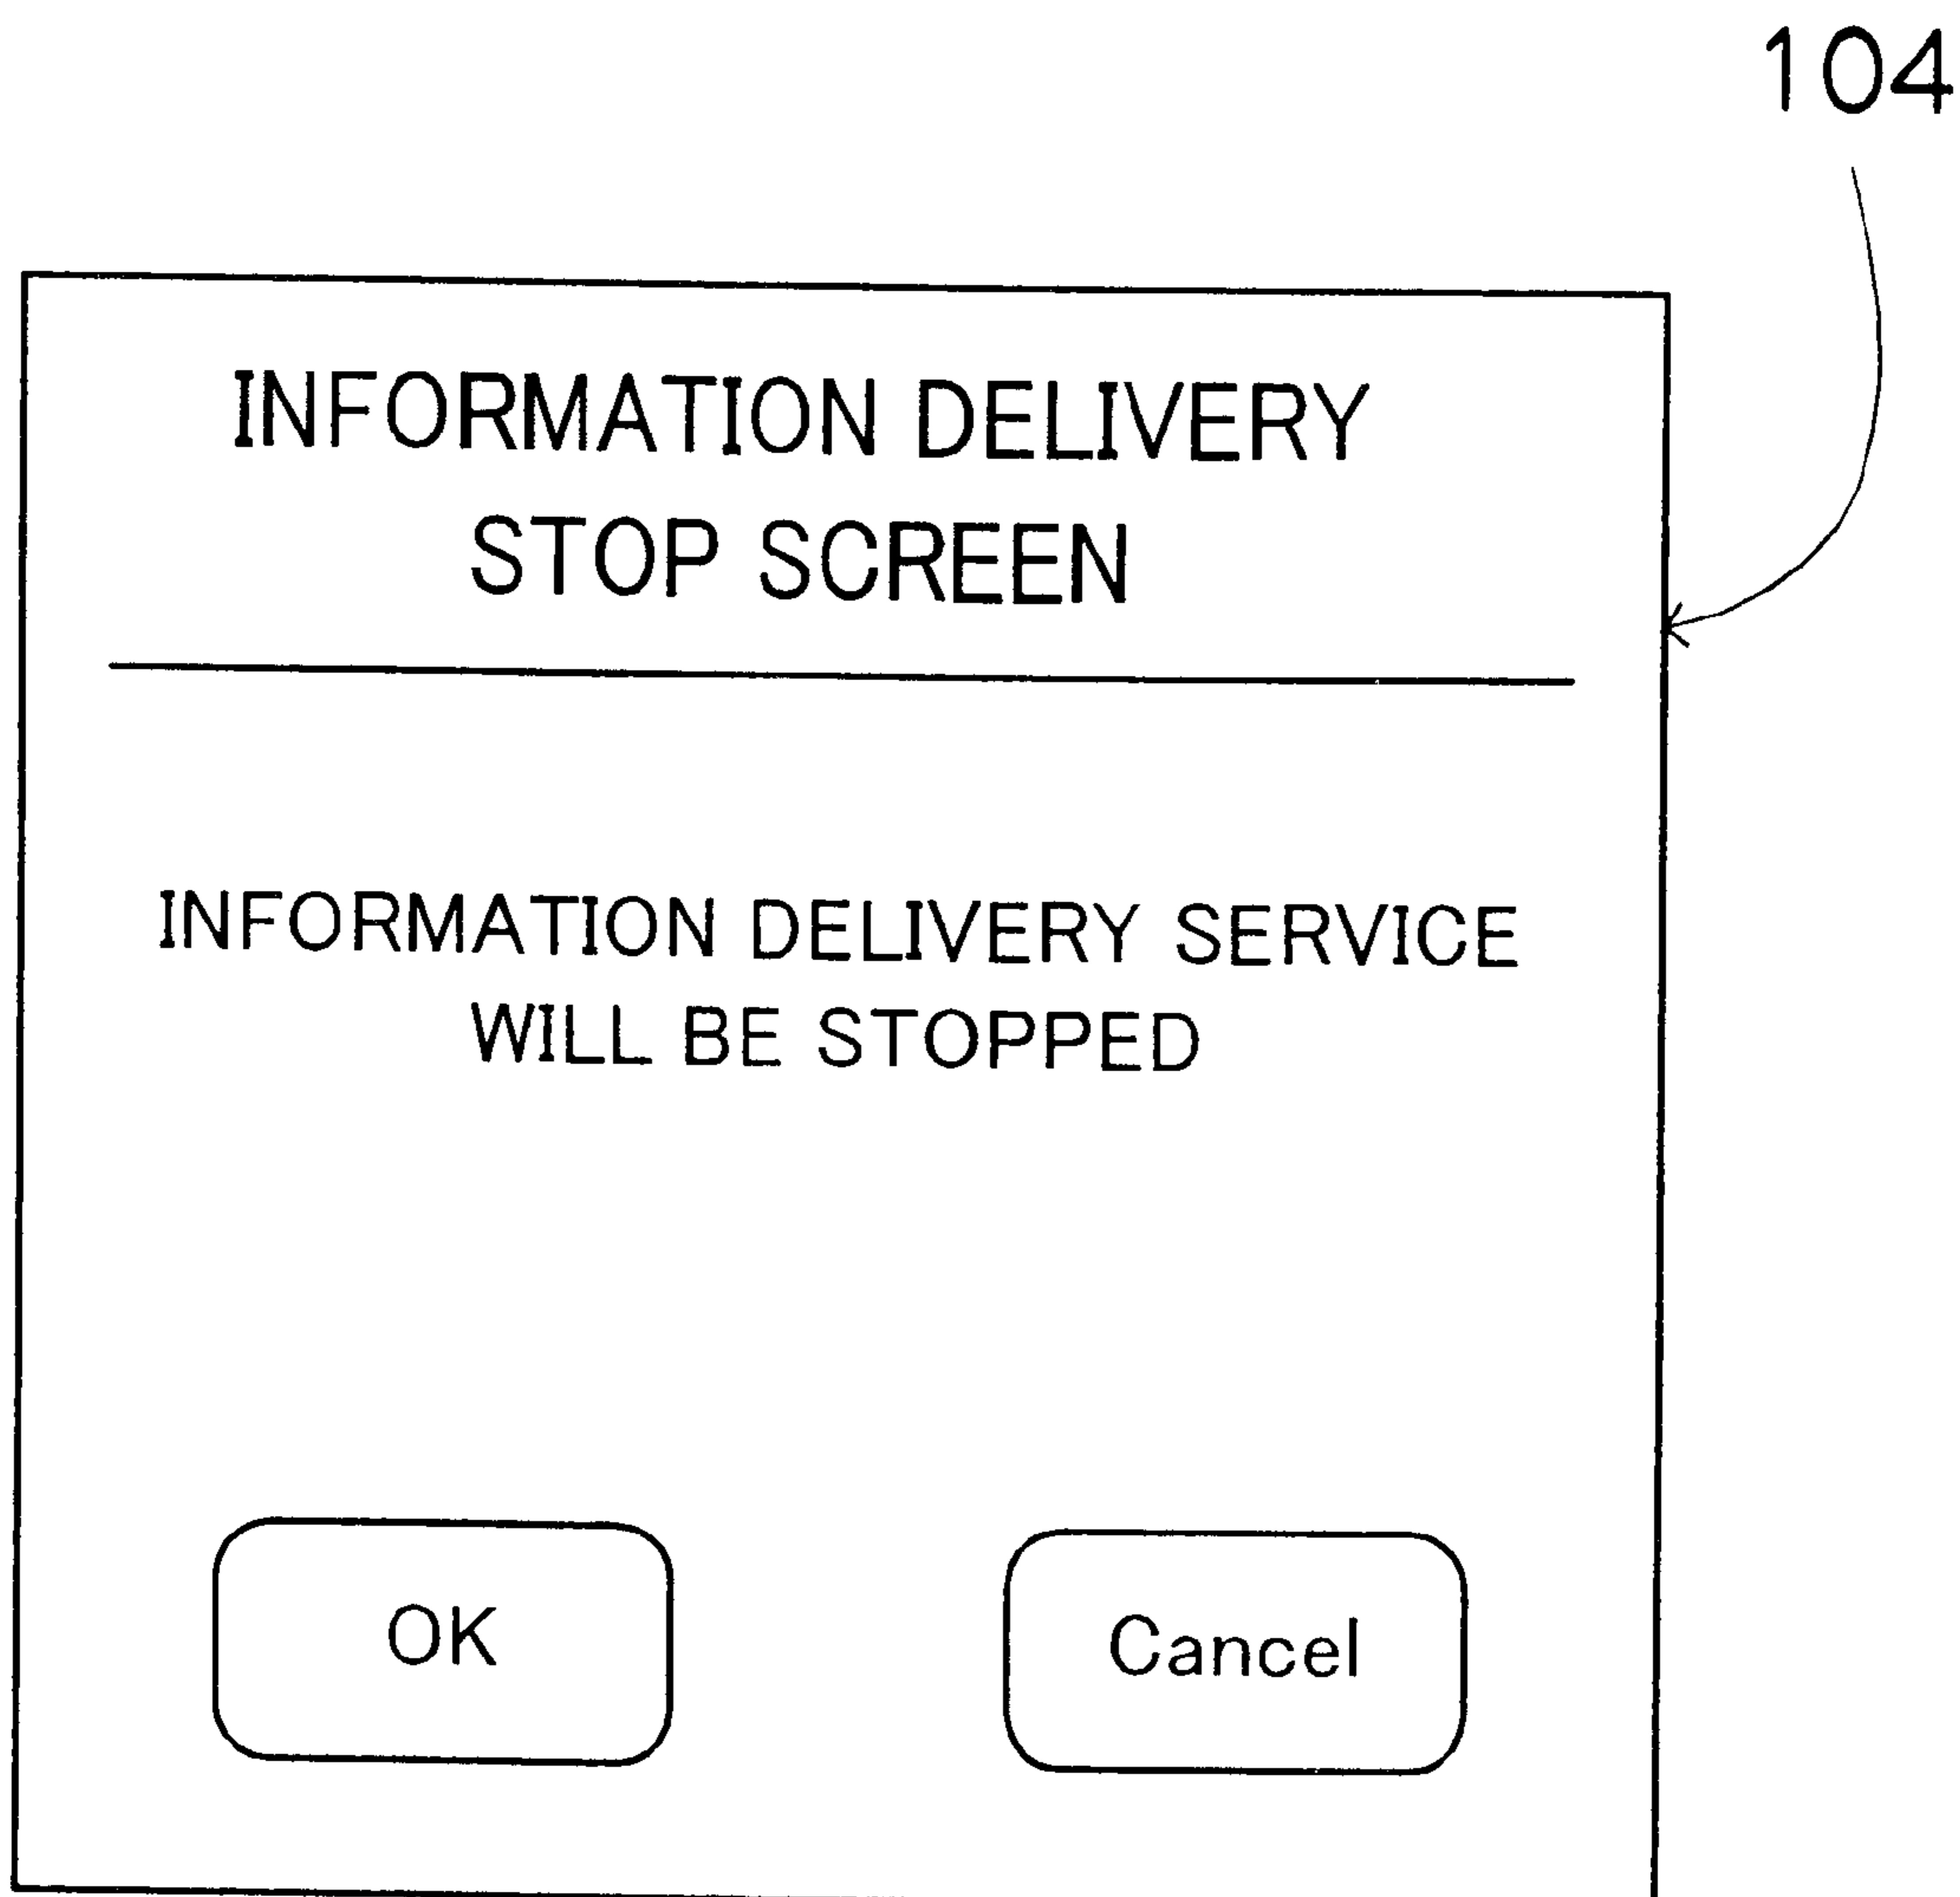 104
INFORMATION DELIVERY
STOP SCREEN
INFORMATION DELIVERY SERVICE
WILL BE STOPPED
OK
Cancel